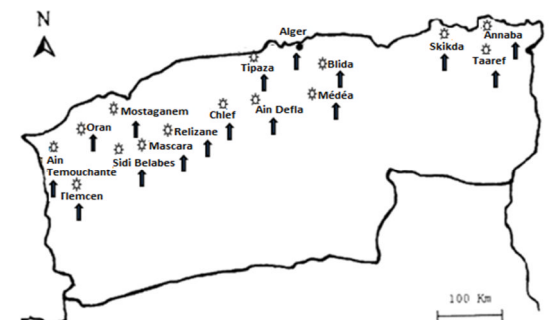 N
Alger
Annaba
Skikda
Taaref
Tipaza
Blida
Médéa
Mostaganem
Chlef
Ain Defla
Oran
Relizane
Mascara
Ain
Temouchante
Sidi Belabes
Tlemcen
100 Km